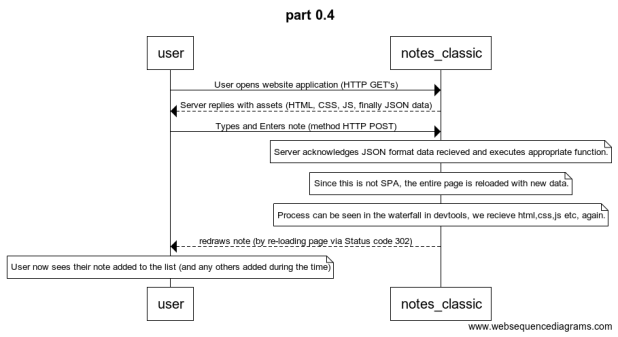 part 0.4
user
notes_classic
User opens website application (HTTP GET's)
Server replies with assets (HTML, CSS, JS, finally JSON data)
Types and Enters note (method HTTP POST)
Server acknowledges JSON format data recieved and executes appropriate function.
Since this is not SPA, the entire page is reloaded with new data.
Process can be seen in the waterfall in devtools, we recieve html,css,js etc, again.
redraws note (by re-loading page via Status code 302)
User now sees their note added to the list (and any others added during the time)
user
notes_classic
www.websequencediagrams.com